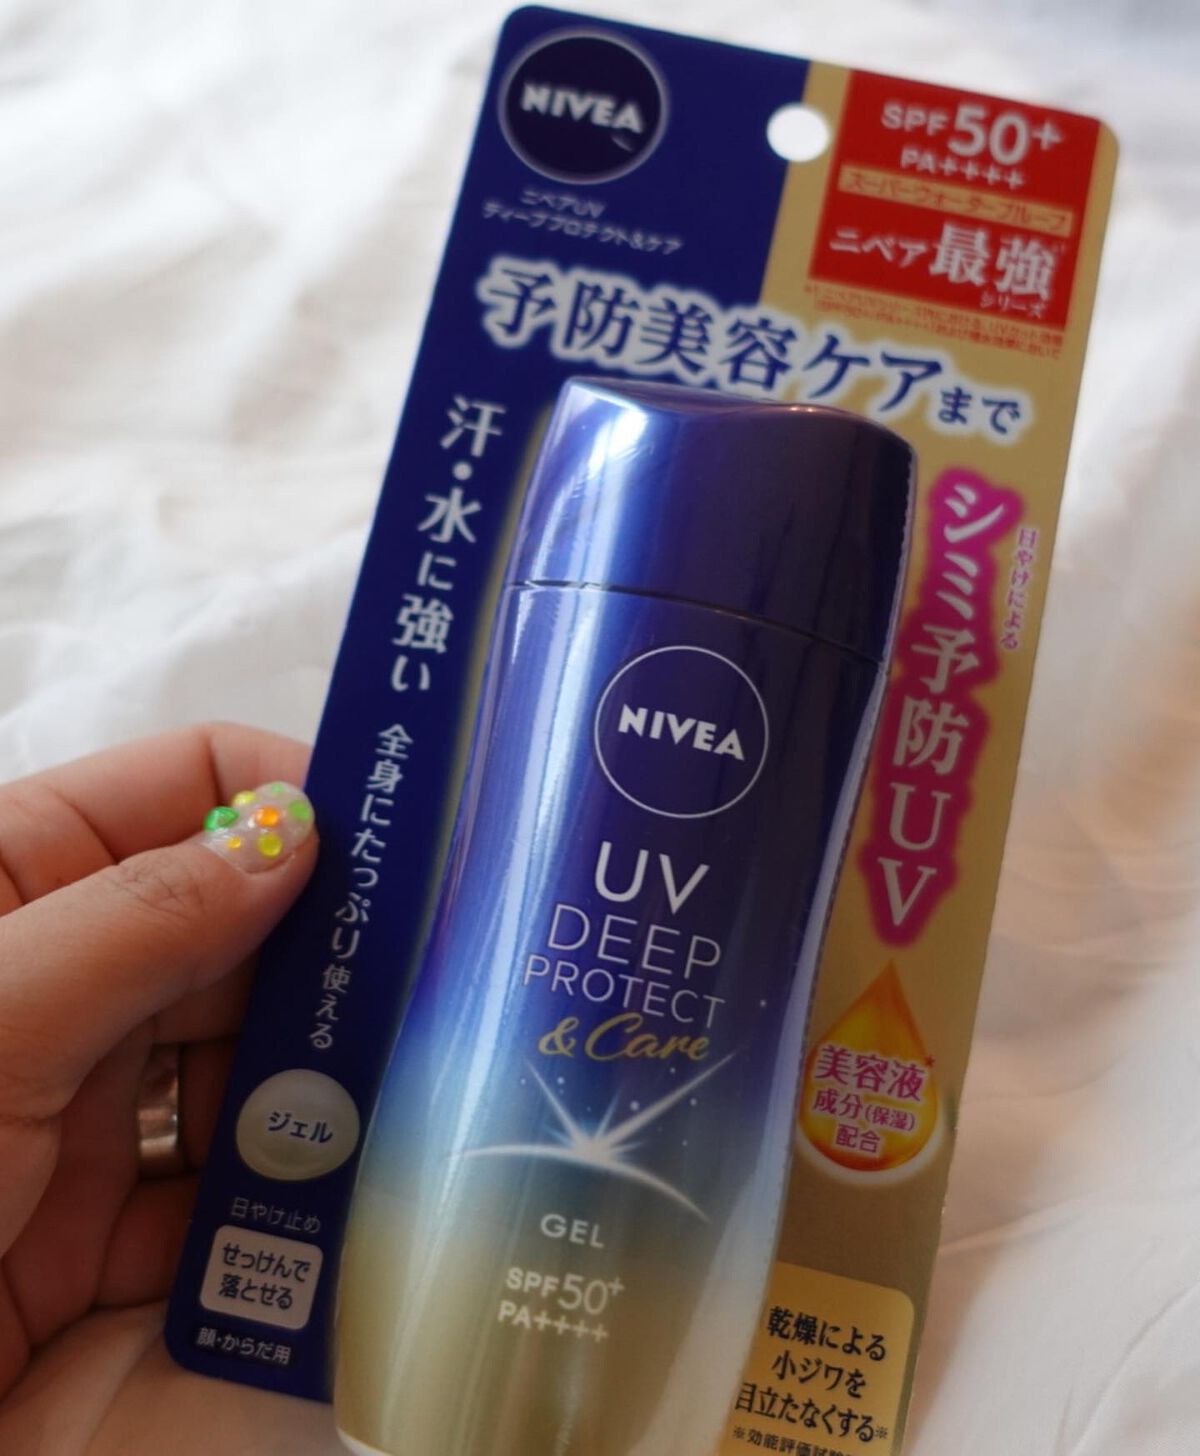 NIVEA
ニベアUV
ディーププロテクト&ケア
SPF50+
PA++++
スーパーウォータープルーフ
ニベア最強
シリーズ
予防美容ケアまで
汗・水に強い
全身にたっぷり使える
日やけによる
シミ予防UV
NIVEA
UV
DEEP
PROTECT
& Care
GEL
SPF50+
PA++++
美容液*
成分(保湿)
配合
ジェル
日やけ止め
せっけんで
落とせる
顔・からだ用
乾燥による
小ジワを
目立たなくする※
※効能評価試験